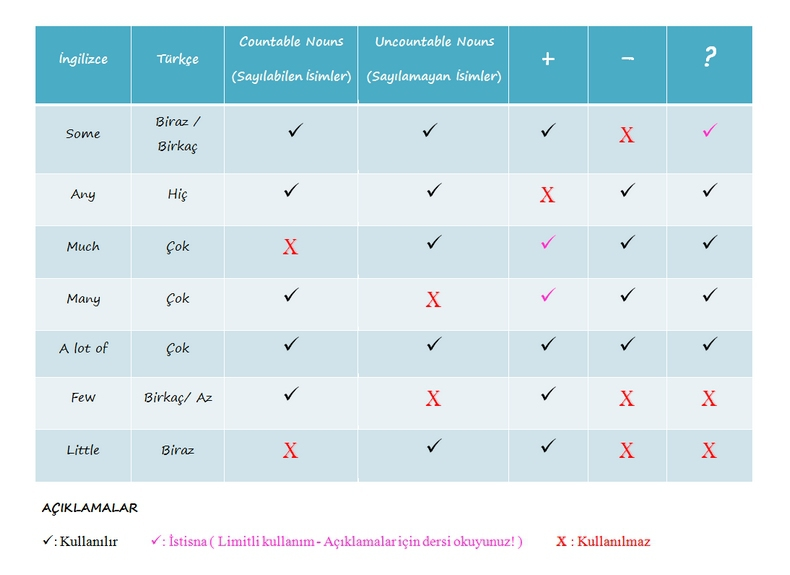 İngilizce Türkçe Countable Nouns (Sayılabilen İsimler) Uncountable Nouns (Sayılamayan İsimler) + − ?
Some Biraz / Birkaç ✓ ✓ ✓ X ✓
Any Hiç ✓ ✓ X ✓ ✓
Much Çok X ✓ ✓ ✓ ✓
Many Çok ✓ X ✓ ✓ ✓
A lot of Çok ✓ ✓ ✓ ✓ ✓
Few Birkaç/ Az ✓ X ✓ X X
Little Biraz X ✓ ✓ X X
AÇIKLAMALAR
✓: Kullanılır ✓: İstisna ( Limitli kullanım - Açıklamalar için dersi okuyunuz! ) X : Kullanılmaz